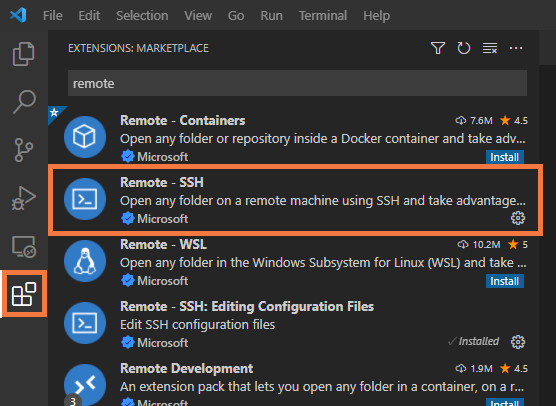 File Edit Selection View Go Run Terminal Help
EXTENSIONS: MARKETPLACE
remote
Remote - Containers 7.6M 4.5
Open any folder or repository inside a Docker container and take adv...
Microsoft Install
Remote - SSH
Open any folder on a remote machine using SSH and take advantage...
Microsoft
Remote - WSL 10.2M 5
Open any folder in the Windows Subsystem for Linux (WSL) and take ...
Microsoft Install
Remote - SSH: Editing Configuration Files
Edit SSH configuration files
Microsoft Installed
Remote Development 1.9M 4.5
An extension pack that lets you open any folder in a container, on a r...
3 Microsoft Install